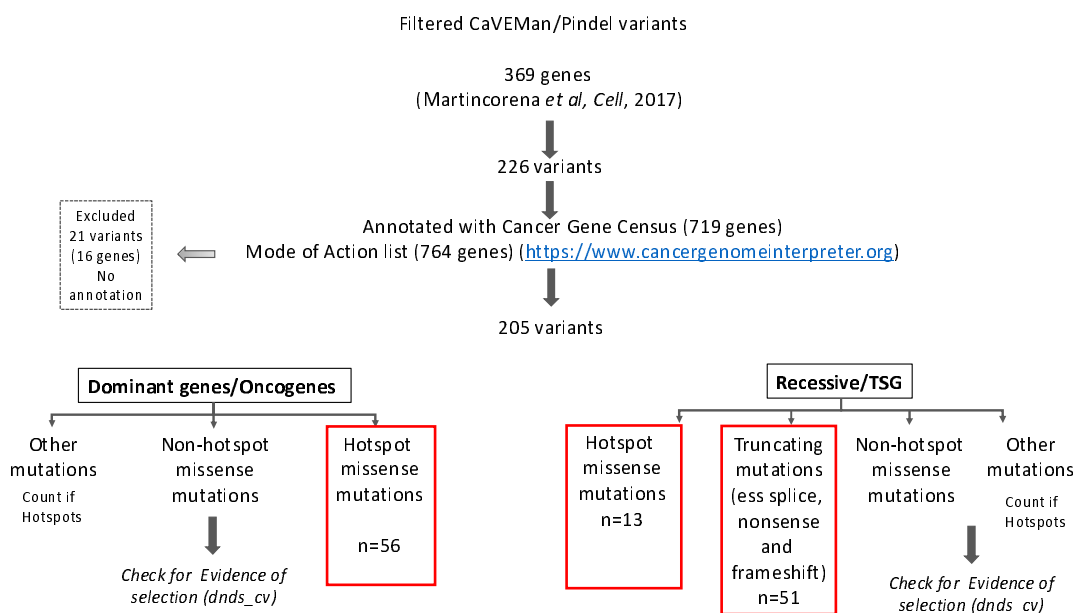 Filtered CaVEMan/Pindel variants
369 genes
(Martincorena et al, Cell, 2017)
226 variants
Annotated with Cancer Gene Census (719 genes)
Mode of Action list (764 genes) (https://www.cancergenomeinterpreter.org)
Excluded
21 variants
(16 genes)
No
annotation
205 variants
Dominant genes/Oncogenes
Other
mutations
Count if
Hotspots
Non-hotspot
missense
mutations
Check for Evidence of
selection (dnds_cv)
Hotspot
missense
mutations
n=56
Recessive/TSG
Hotspot
missense
mutations
n=13
Truncating
mutations
(ess splice,
nonsense
and
frameshift)
n=51
Non-hotspot
missense
mutations
Other
mutations
Count if
Hotspots
Check for Evidence of
selection (dnds_cv)